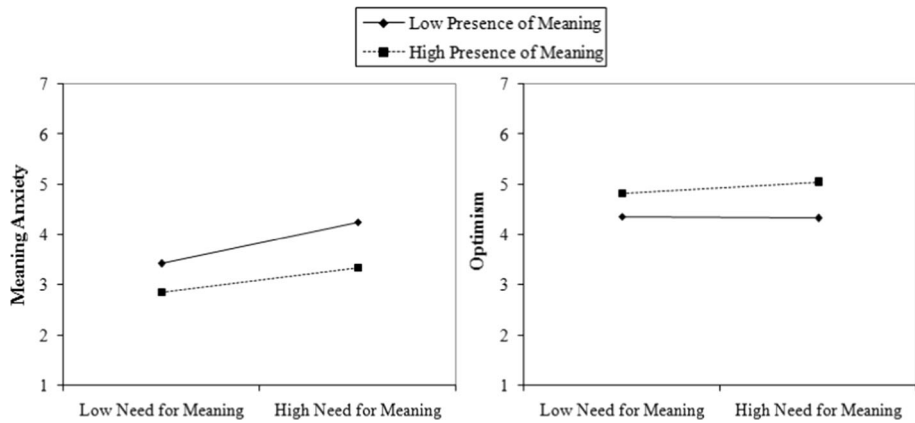 Low Presence of Meaning
High Presence of Meaning
Meaning Anxiety
7
6
5
4
3
2
1
Low Need for Meaning High Need for Meaning
Optimism
7
6
5
4
3
2
1
Low Need for Meaning High Need for Meaning